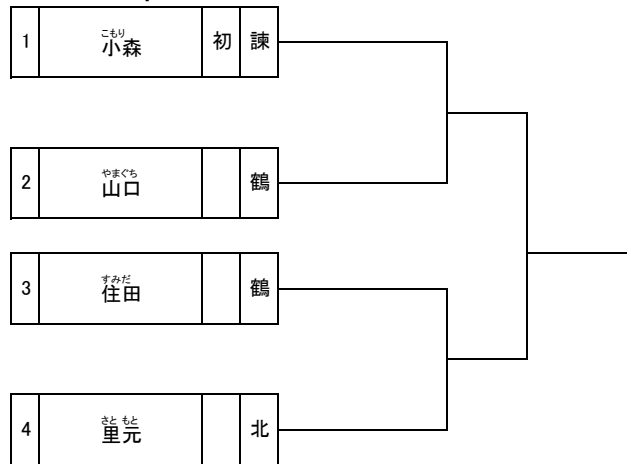 1 小森 こもり 初 諫
2 山口 やまぐち 鶴
3 住田 すみだ 鶴
4 里元 さと もと 北